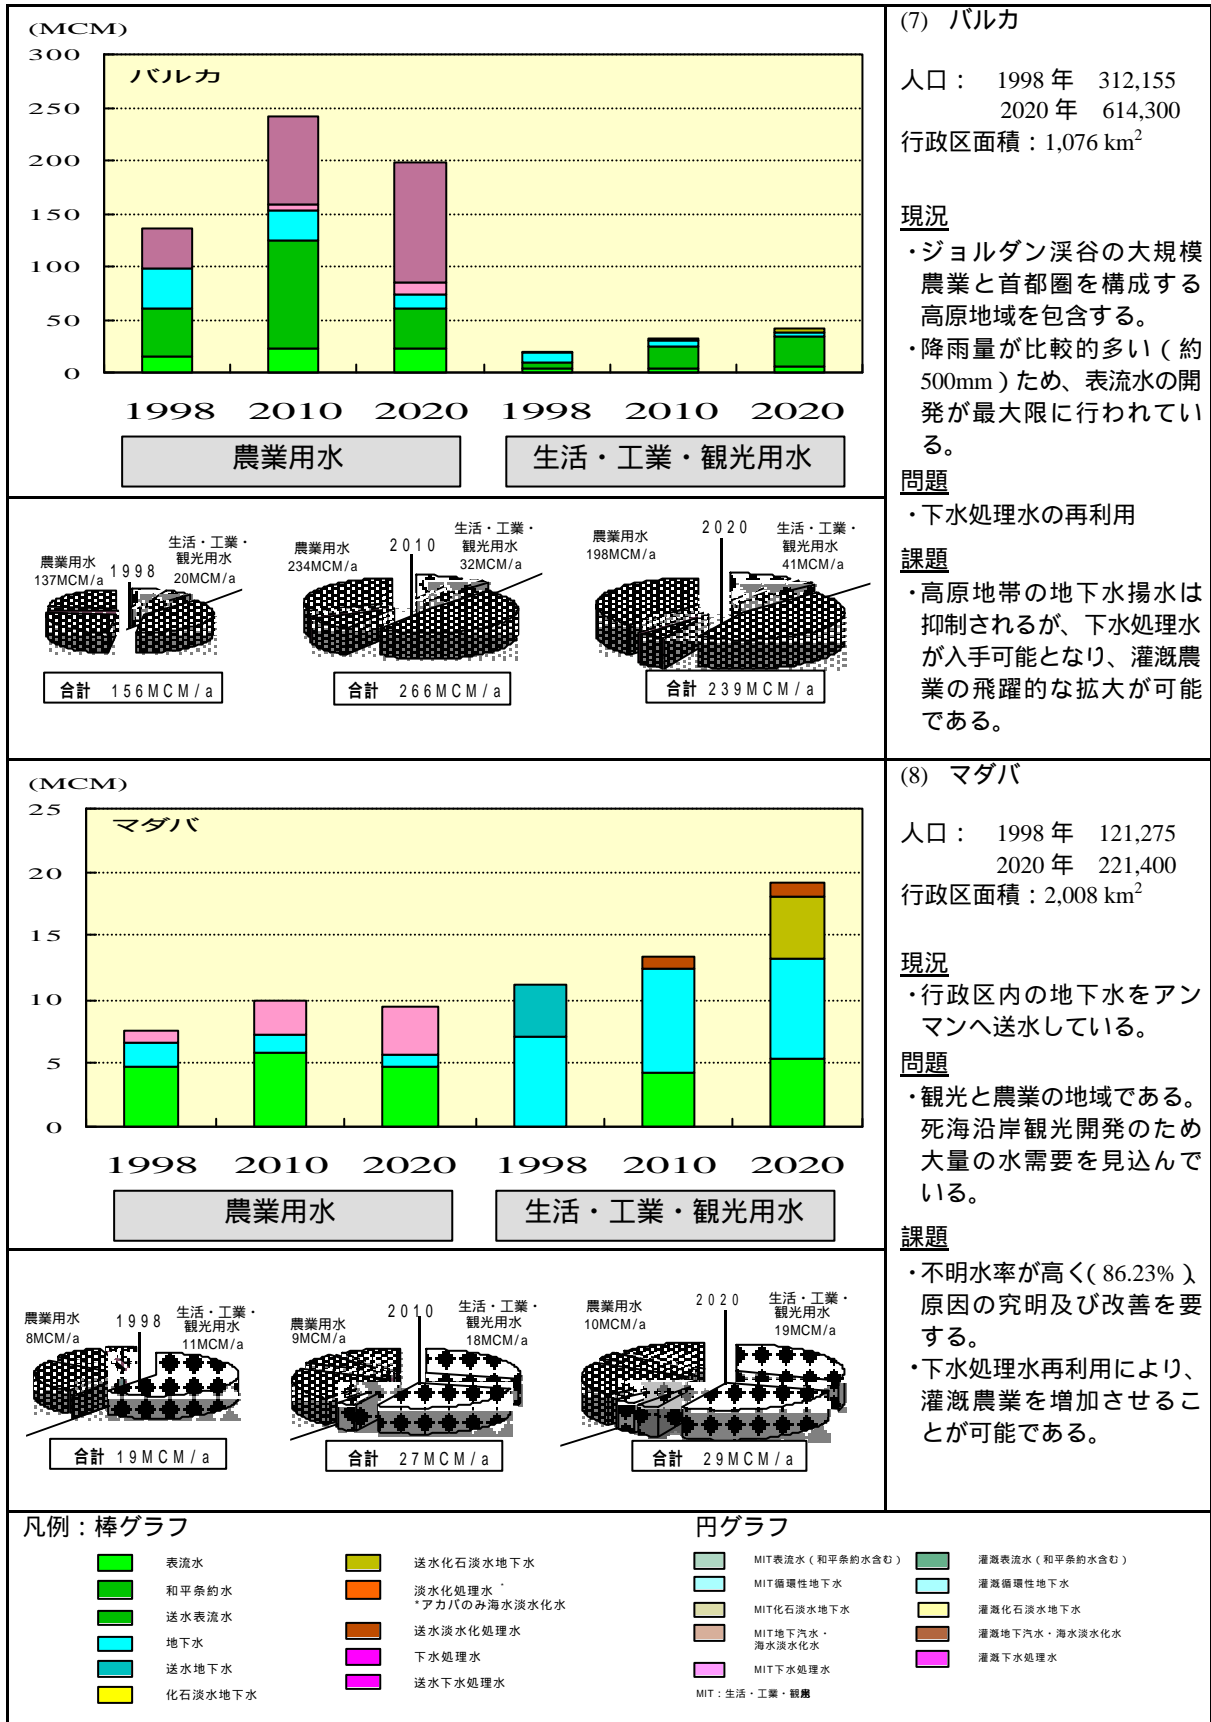 (MCM)
300
バルカ
250
200
150
100
50
0
1998 2010 2020 1998 2010 2020
農業用水 生活・工業・観光用水
農業用水
137MCM/a
1998
生活・工業・
観光用水
20MCM/a
合計 156MCM/a
農業用水
234MCM/a
2010
生活・工業・
観光用水
32MCM/a
合計 266MCM/a
農業用水
198MCM/a
2020
生活・工業・
観光用水
41MCM/a
合計 239MCM/a
(7) バルカ
人口： 1998 年 312,155
2020 年 614,300
行政区面積：1,076 km²
現況
・ジョルダン渓谷の大規模
農業と首都圏を構成する
高原地域を包含する。
・降雨量が比較的多い（約
500mm）ため、表流水の開
発が最大限に行われてい
る。
問題
・下水処理水の再利用
課題
・高原地帯の地下水揚水は
抑制されるが、下水処理水
が入手可能となり、灌漑農
業の飛躍的な拡大が可能
である。
(MCM)
25
マダバ
20
15
10
5
0
1998 2010 2020 1998 2010 2020
農業用水 生活・工業・観光用水
農業用水
8MCM/a
1998
生活・工業・
観光用水
11MCM/a
合計 19MCM/a
農業用水
9MCM/a
2010
生活・工業・
観光用水
18MCM/a
合計 27MCM/a
農業用水
10MCM/a
2020
生活・工業・
観光用水
19MCM/a
合計 29MCM/a
(8) マダバ
人口： 1998 年 121,275
2020 年 221,400
行政区面積：2,008 km²
現況
・行政区内の地下水をアン
マンへ送水している。
問題
・観光と農業の地域である。
死海沿岸観光開発のため
大量の水需要を見込んで
いる。
課題
・不明水率が高く（86.23%）、
原因の究明及び改善を要
する。
・下水処理水再利用により、
灌漑農業を増加させるこ
とが可能である。
凡例：棒グラフ
表流水
和平条約水
送水表流水
地下水
送水地下水
化石淡水地下水
送水化石淡水地下水
淡水化処理水*
*アカバのみ海水淡水化水
送水淡水化処理水
下水処理水
送水下水処理水
円グラフ
MIT表流水（和平条約水含む）
MIT循環性地下水
MIT化石淡水地下水
MIT地下汽水・
海水淡水化水
MIT下水処理水
MIT：生活・工業・観
灌漑表流水（和平条約水含む）
灌漑循環性地下水
灌漑化石淡水地下水
灌漑地下汽水・海水淡水化水
灌漑下水処理水